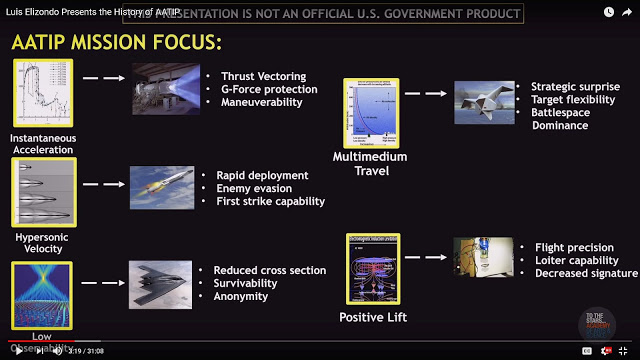 Luis Elizondo Presents the History of AATIP
THIS PRESENTATION IS NOT AN OFFICIAL U.S. GOVERNMENT PRODUCT
AATIP MISSION FOCUS:
Instantaneous
Acceleration
• Thrust Vectoring
• G-Force protection
• Maneuverability
Multimedium
Travel
• Strategic surprise
• Target flexibility
• Battlespace
Dominance
Hypersonic
Velocity
• Rapid deployment
• Enemy evasion
• First strike capability
Low
Observability
• Reduced cross section
• Survivability
• Anonymity
Positive Lift
• Flight precision
• Loiter capability
• Decreased signature
TO THE
STARS
ACADEMY
3:19 / 31:08